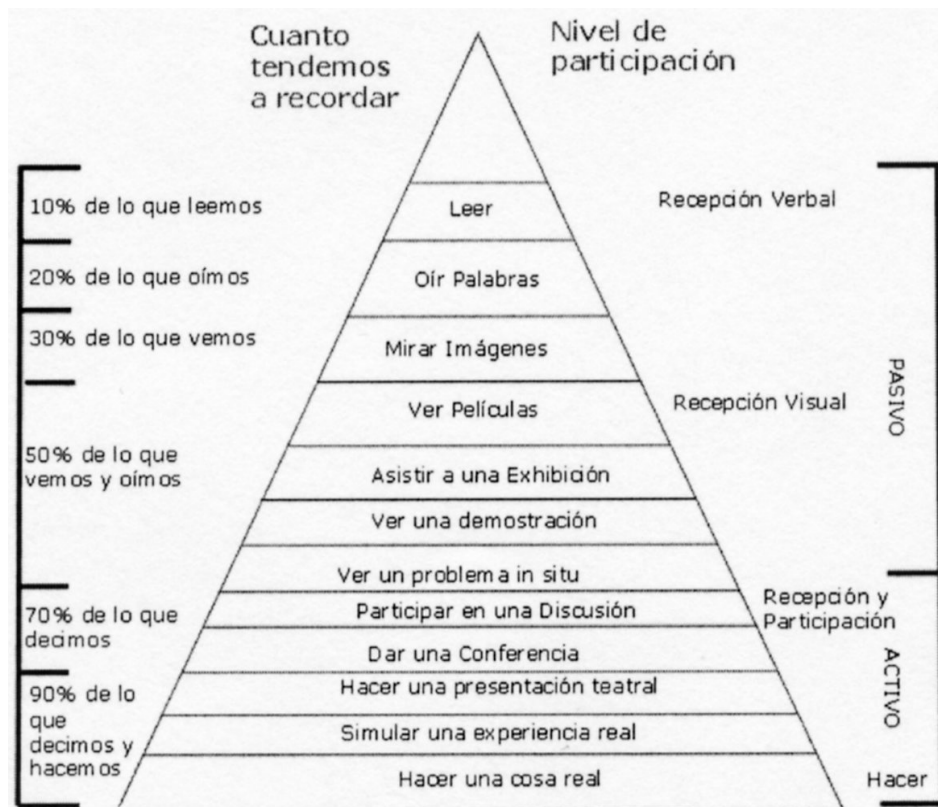 Cuanto
tendemos
a recordar
Nivel de
participación
10% de lo que leemos
Leer
Recepción Verbal
20% de lo que oímos
Oír Palabras
30% de lo que vemos
Mirar Imágenes
Ver Películas
Recepción Visual
PASIVO
50% de lo que
vemos y oímos
Asistir a una Exhibición
Ver una demostración
Ver un problema in situ
70% de lo que
decimos
Participar en una Discusión
Recepción y
Participación
Dar una Conferencia
ACTIVO
90% de lo
que
decimos y
hacemos
Hacer una presentación teatral
Simular una experiencia real
Hacer una cosa real
Hacer